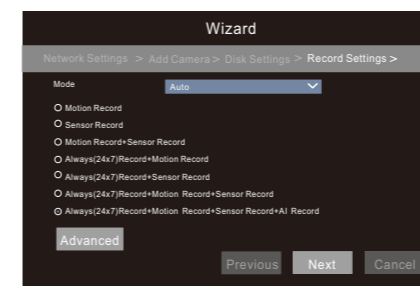 Wizard
Network Settings > Add Camera > Disk Settings > Record Settings >
Mode Auto
Motion Record
Sensor Record
Motion Record+Sensor Record
Always(24x7)Record+Motion Record
Always(24x7)Record+Sensor Record
Always(24x7)Record+Motion Record+Sensor Record
Always(24x7)Record+Motion Record+Sensor Record+AI Record
Advanced
Previous Next Cancel